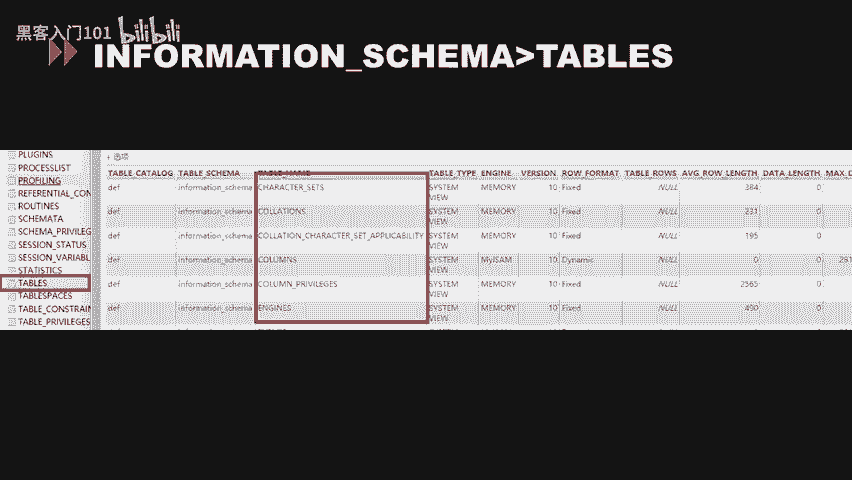 黑客入门101 bilibili
INFORMATION_SCHEMA>TABLES
PLUGINS
PROCESSLIST
PROFILING
REFERENTIAL_CON
ROUTINES
SCHEMATA
SCHEMA_PRIVILEG
SESSION_STATUS
SESSION_VARIABL
STATISTICS
TABLES
TABLESPACES
TABLE_CONSTRAIN
TABLE_PRIVILEGES
+ 选项
TABLE_CATALOG TABLE_SCHEMA TABLE_NAME TABLE_TYPE ENGINE VERSION ROW_FORMAT TABLE_ROWS AVG_ROW_LENGTH DATA_LENGTH MAX_D
def information_schema CHARACTER_SETS SYSTEM VIEW MEMORY 10 Fixed NULL 384 0
def information_schema COLLATIONS SYSTEM VIEW MEMORY 10 Fixed NULL 231 0
def information_schema COLLATION_CHARACTER_SET_APPLICABILITY SYSTEM VIEW MEMORY 10 Fixed NULL 195 0
def information_schema COLUMNS SYSTEM VIEW MyISAM 10 Dynamic NULL 0 0
def information_schema COLUMN_PRIVILEGES SYSTEM VIEW MEMORY 10 Fixed NULL 2565 0
def information_schema ENGINES SYSTEM VIEW MEMORY 10 Fixed NULL 490 0